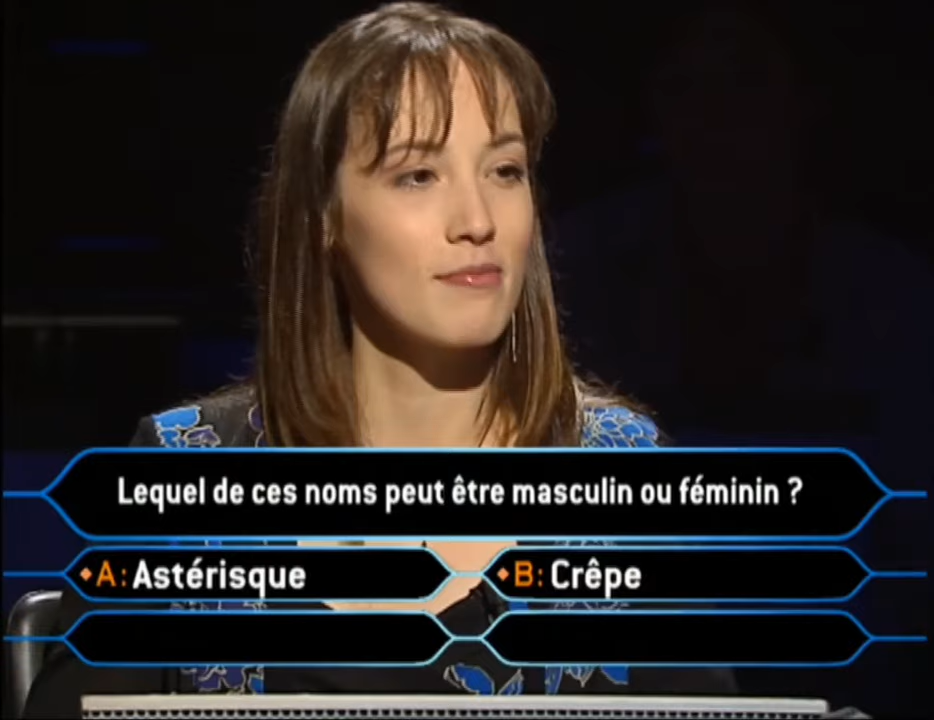 Lequel de ces noms peut être masculin ou féminin ?
A: Astérisque
B: Crêpe